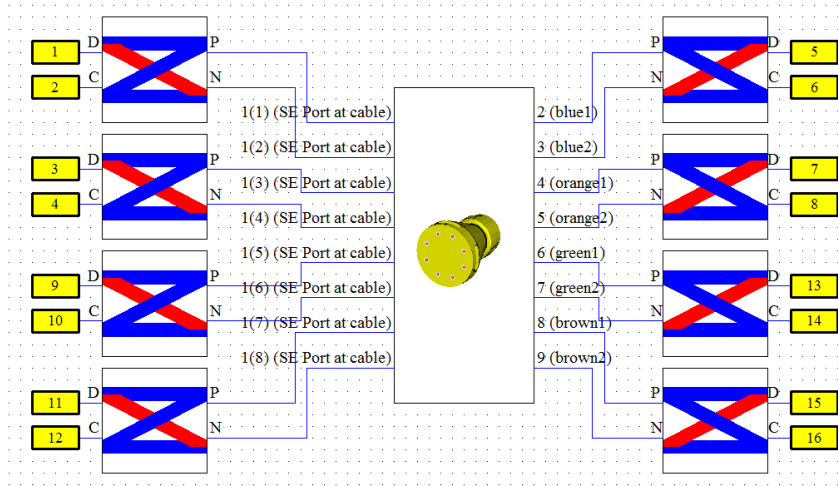 D P P D
1 5
2 C N N C 6
1(1) (SE Port at cable) 2 (blue1)
1(2) (SE Port at cable) 3 (blue2)
D P P D
3 7
1(3) (SE Port at cable) 4 (orange1)
4 C N N C 8
1(4) (SE Port at cable) 5 (orange2)
1(5) (SE Port at cable) 6 (green1)
D P P D
9 13
1(6) (SE Port at cable) 7 (green2)
10 C N N C 14
1(7) (SE Port at cable) 8 (brown1)
1(8) (SE Port at cable) 9 (brown2)
D P P D
11 15
12 C N N C 16